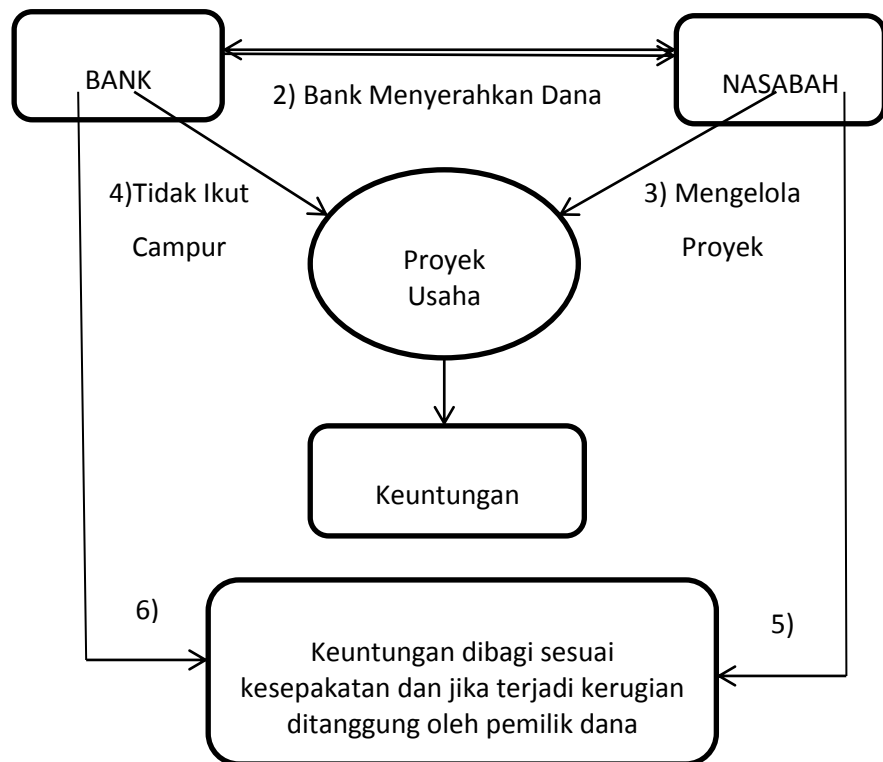 BANK
NASABAH
2) Bank Menyerahkan Dana
4)Tidak Ikut
Campur
3) Mengelola
Proyek
Proyek
Usaha
Keuntungan
6)
5)
Keuntungan dibagi sesuai
kesepakatan dan jika terjadi kerugian
ditanggung oleh pemilik dana